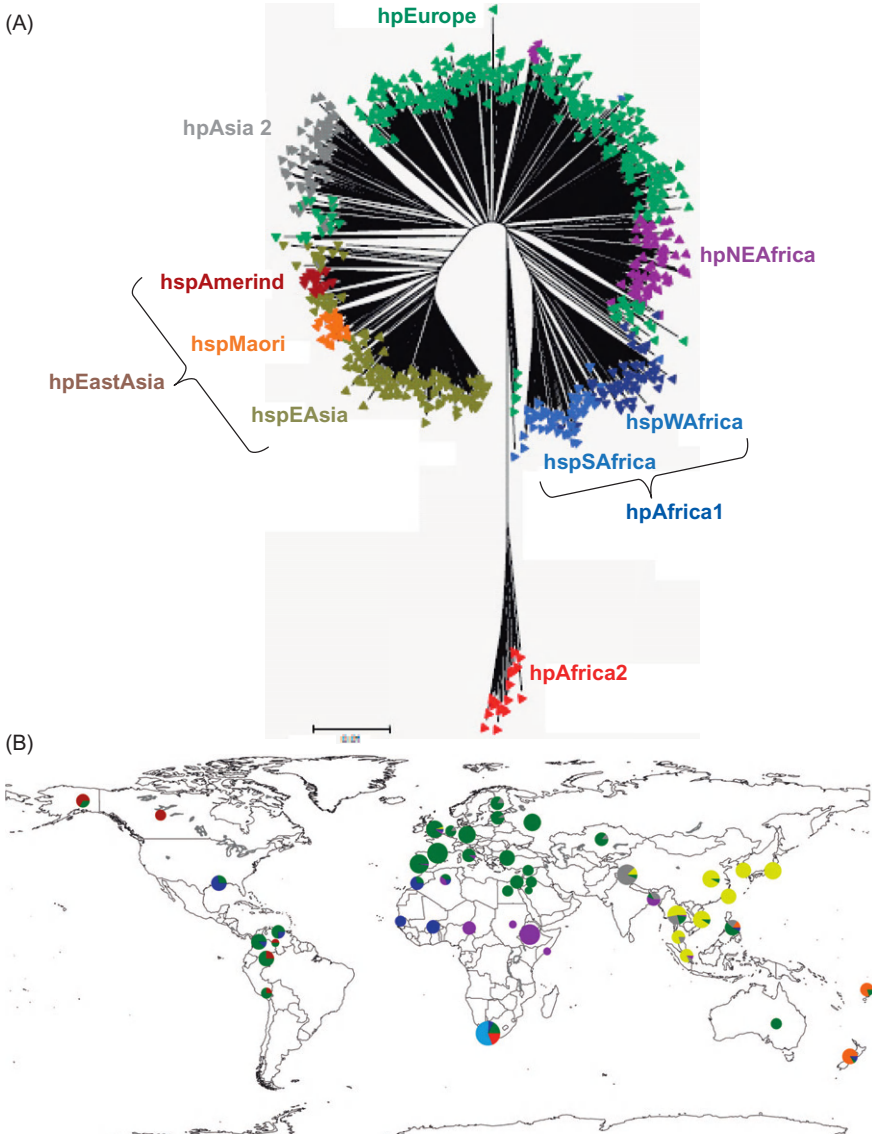 (A)
hpEurope
hpAsia 2
hpNEAfrica
hspAmerind
hspMaori
hpEastAsia
hspEAsia
hspWAfrica
hspSAfrica
hpAfrica1
hpAfrica2
(B)